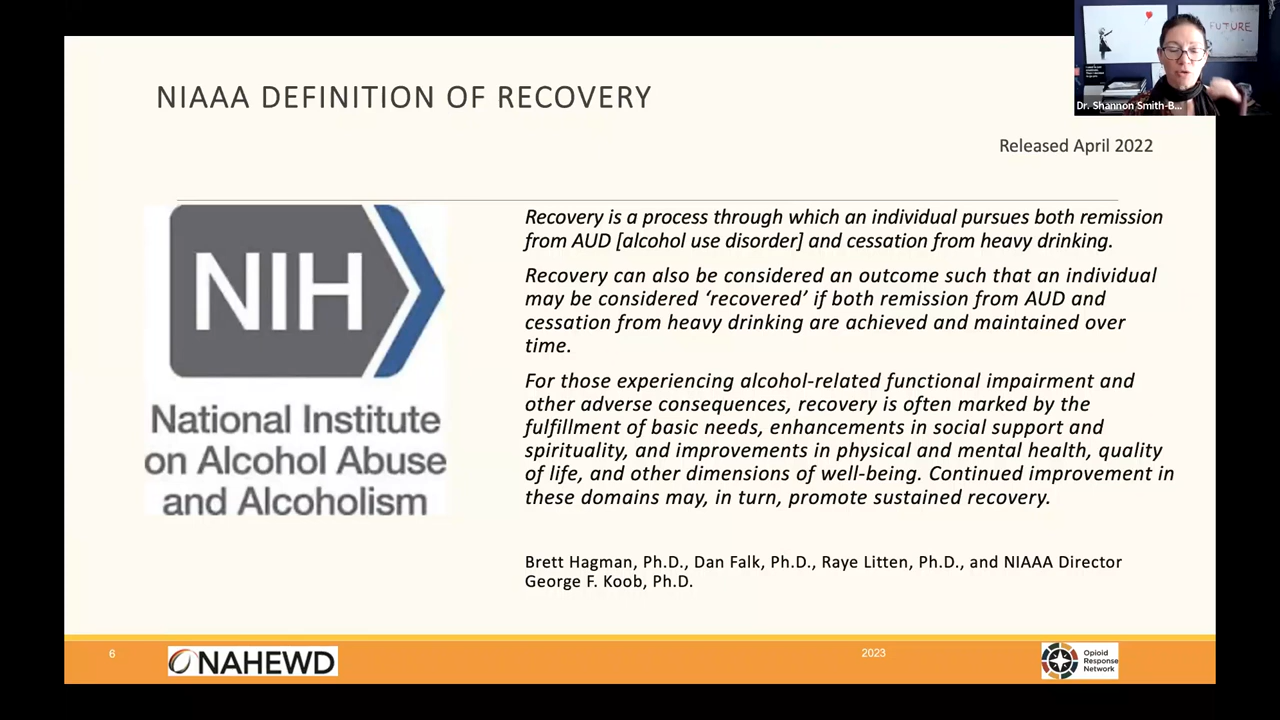 FUTURE
Dr. Shannon Smith-B...
NIAAA DEFINITION OF RECOVERY
Released April 2022
NIH
National Institute
on Alcohol Abuse
and Alcoholism
Recovery is a process through which an individual pursues both remission
from AUD [alcohol use disorder] and cessation from heavy drinking.
Recovery can also be considered an outcome such that an individual
may be considered ‘recovered’ if both remission from AUD and
cessation from heavy drinking are achieved and maintained over
time.
For those experiencing alcohol-related functional impairment and
other adverse consequences, recovery is often marked by the
fulfillment of basic needs, enhancements in social support and
spirituality, and improvements in physical and mental health, quality
of life, and other dimensions of well-being. Continued improvement in
these domains may, in turn, promote sustained recovery.
Brett Hagman, Ph.D., Dan Falk, Ph.D., Raye Litten, Ph.D., and NIAAA Director
George F. Koob, Ph.D.
6
NAHEWD
2023
Opioid
Response
Network